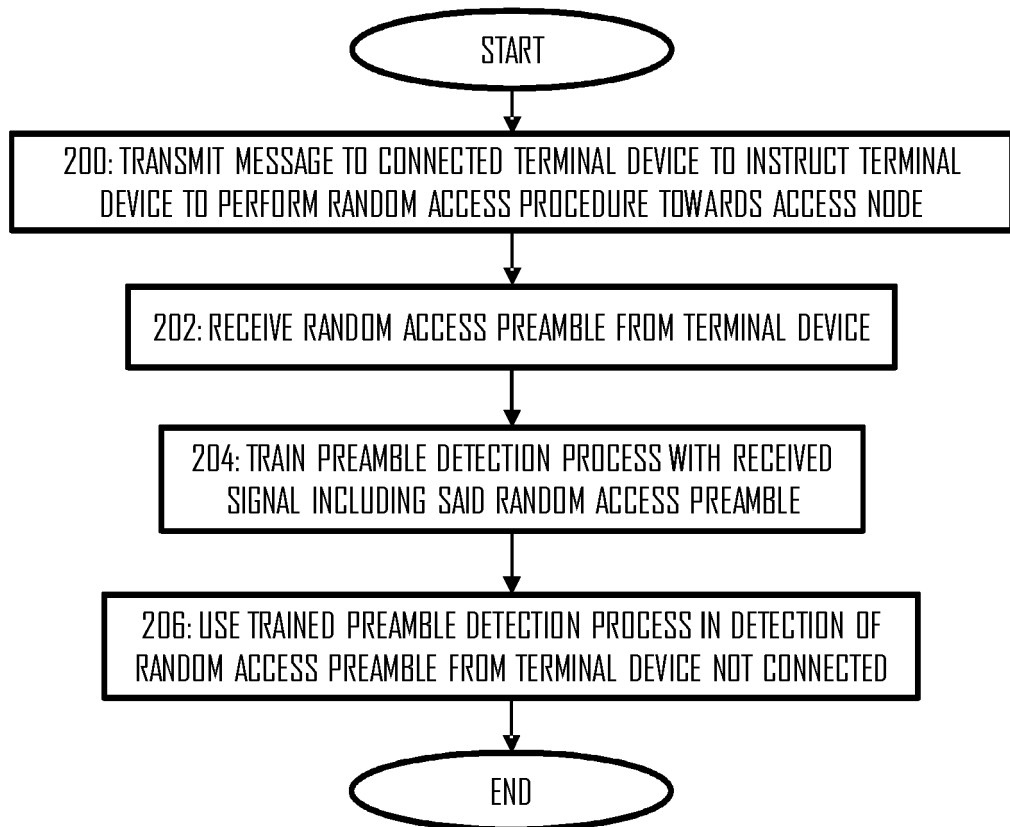 START
200: TRANSMIT MESSAGE TO CONNECTED TERMINAL DEVICE TO INSTRUCT TERMINAL
DEVICE TO PERFORM RANDOM ACCESS PROCEDURE TOWARDS ACCESS NODE
202: RECEIVE RANDOM ACCESS PREAMBLE FROM TERMINAL DEVICE
204: TRAIN PREAMBLE DETECTION PROCESS WITH RECEIVED
SIGNAL INCLUDING SAID RANDOM ACCESS PREAMBLE
206: USE TRAINED PREAMBLE DETECTION PROCESS IN DETECTION OF
RANDOM ACCESS PREAMBLE FROM TERMINAL DEVICE NOT CONNECTED
END